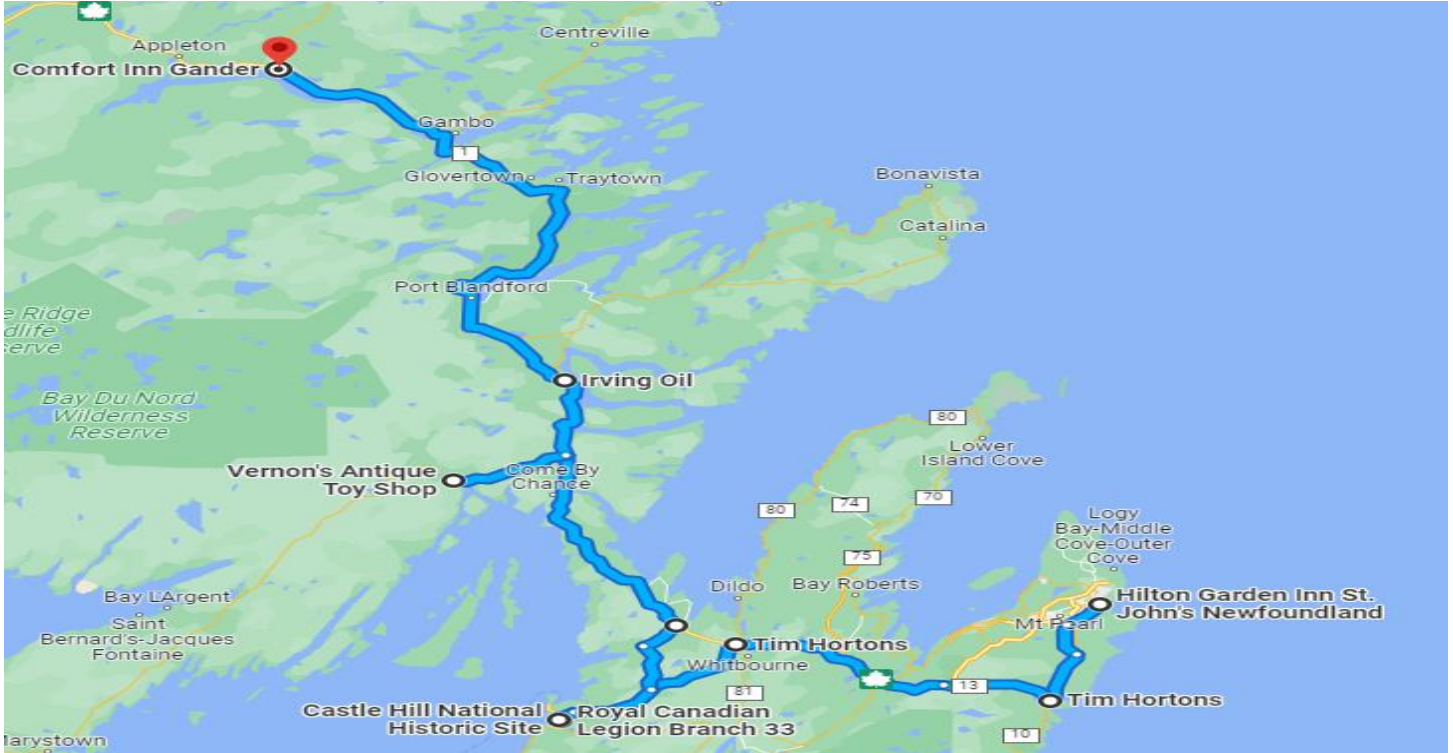 Centreville
Appleton
Comfort Inn Gander
Gambo
1
Glovertown
Traytown
Bonavista
Catalina
Port Blandford
e Ridge
dlife
serve
Irving Oil
Bay Du Nord
Wilderness
Reserve
80
Lower
Island Cove
Vernon's Antique
Toy Shop
Come By
Chance
70
74
80
Logy
Bay-Middle
Cove-Outer
Cove
75
Dildo
Bay Roberts
Bay LArgent
Saint
Bernard's-Jacques
Fontaine
Hilton Garden Inn St.
John's Newfoundland
Mt Pearl
Tim Hortons
Whitbourne
81
13
Tim Hortons
Castle Hill National
Historic Site
Royal Canadian
Legion Branch 33
10
Marystown